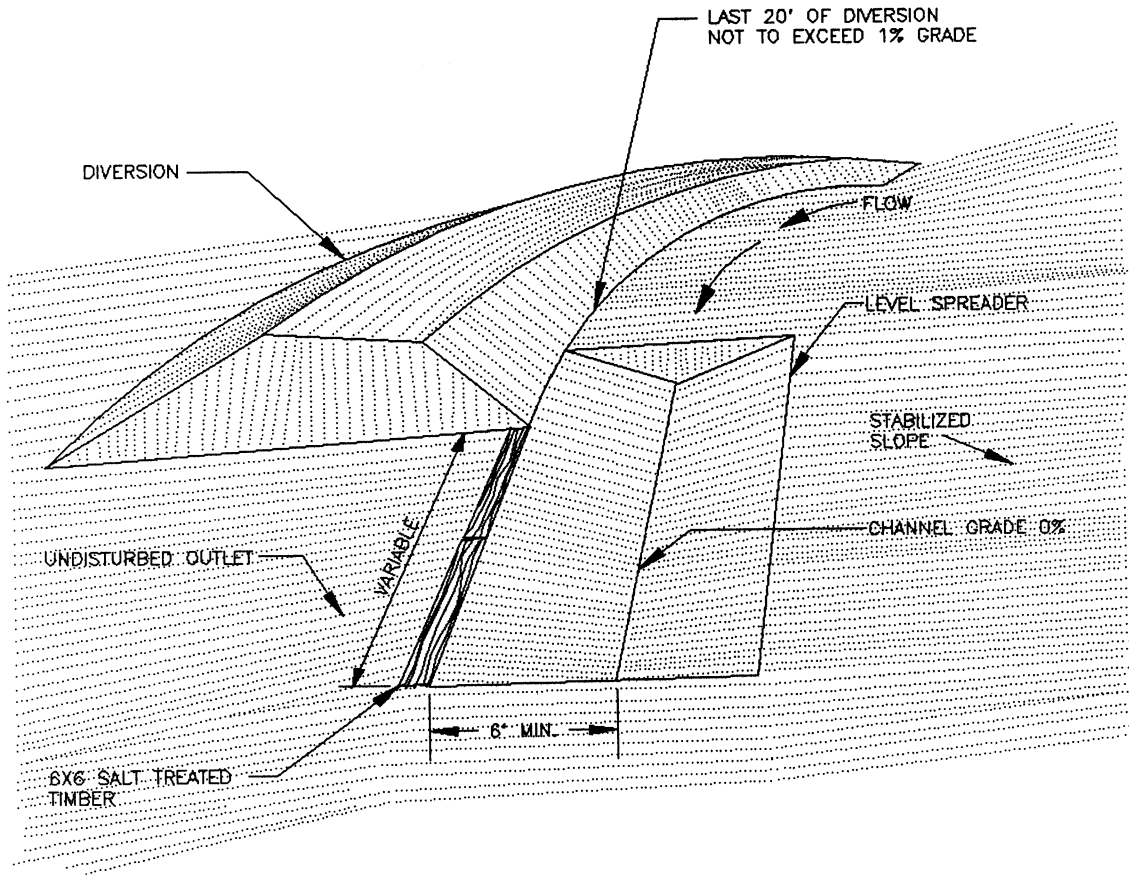 LAST 20' OF DIVERSION
NOT TO EXCEED 1% GRADE
DIVERSION
FLOW
LEVEL SPREADER
STABILIZED
SLOPE
CHANNEL GRADE 0%
UNDISTURBED OUTLET
VARIABLE
6' MIN.
6X6 SALT TREATED
TIMBER